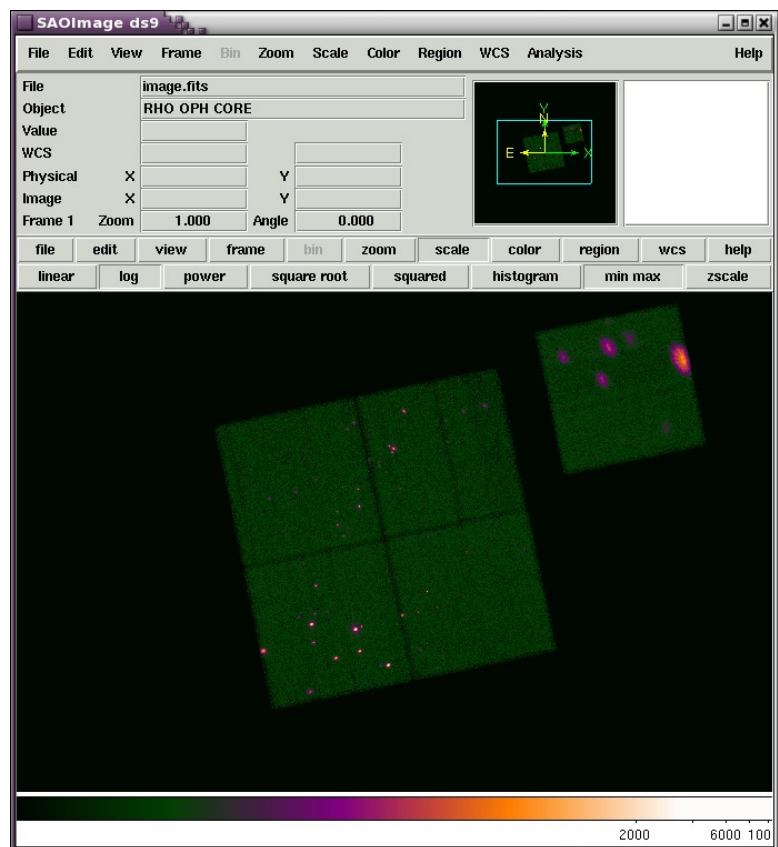 SAOImage ds9
File Edit View Frame Bin Zoom Scale Color Region WCS Analysis Help
File image.fits
Object RHO OPH CORE
Value
WCS
Physical X Y
Image X Y
Frame 1 Zoom 1.000 Angle 0.000
Y
N
E X
file edit view frame bin zoom scale color region wcs help
linear log power square root squared histogram min max zscale
2000 6000 100